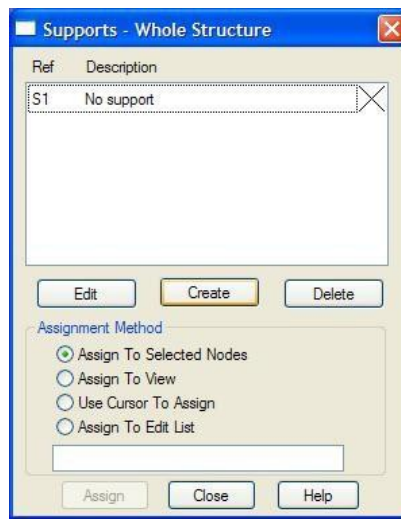 Supports - Whole Structure
Ref Description
S1 No support
Edit Create Delete
Assignment Method
Assign To Selected Nodes
Assign To View
Use Cursor To Assign
Assign To Edit List
Assign Close Help